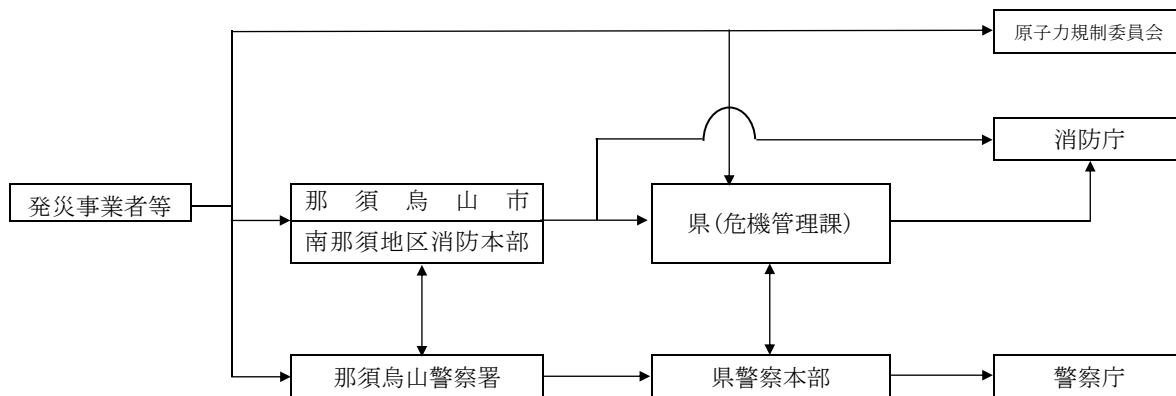 原子力規制委員会
消防庁
発災事業者等
那須烏山市
南那須地区消防本部
県(危機管理課)
那須烏山警察署
県警察本部
警察庁